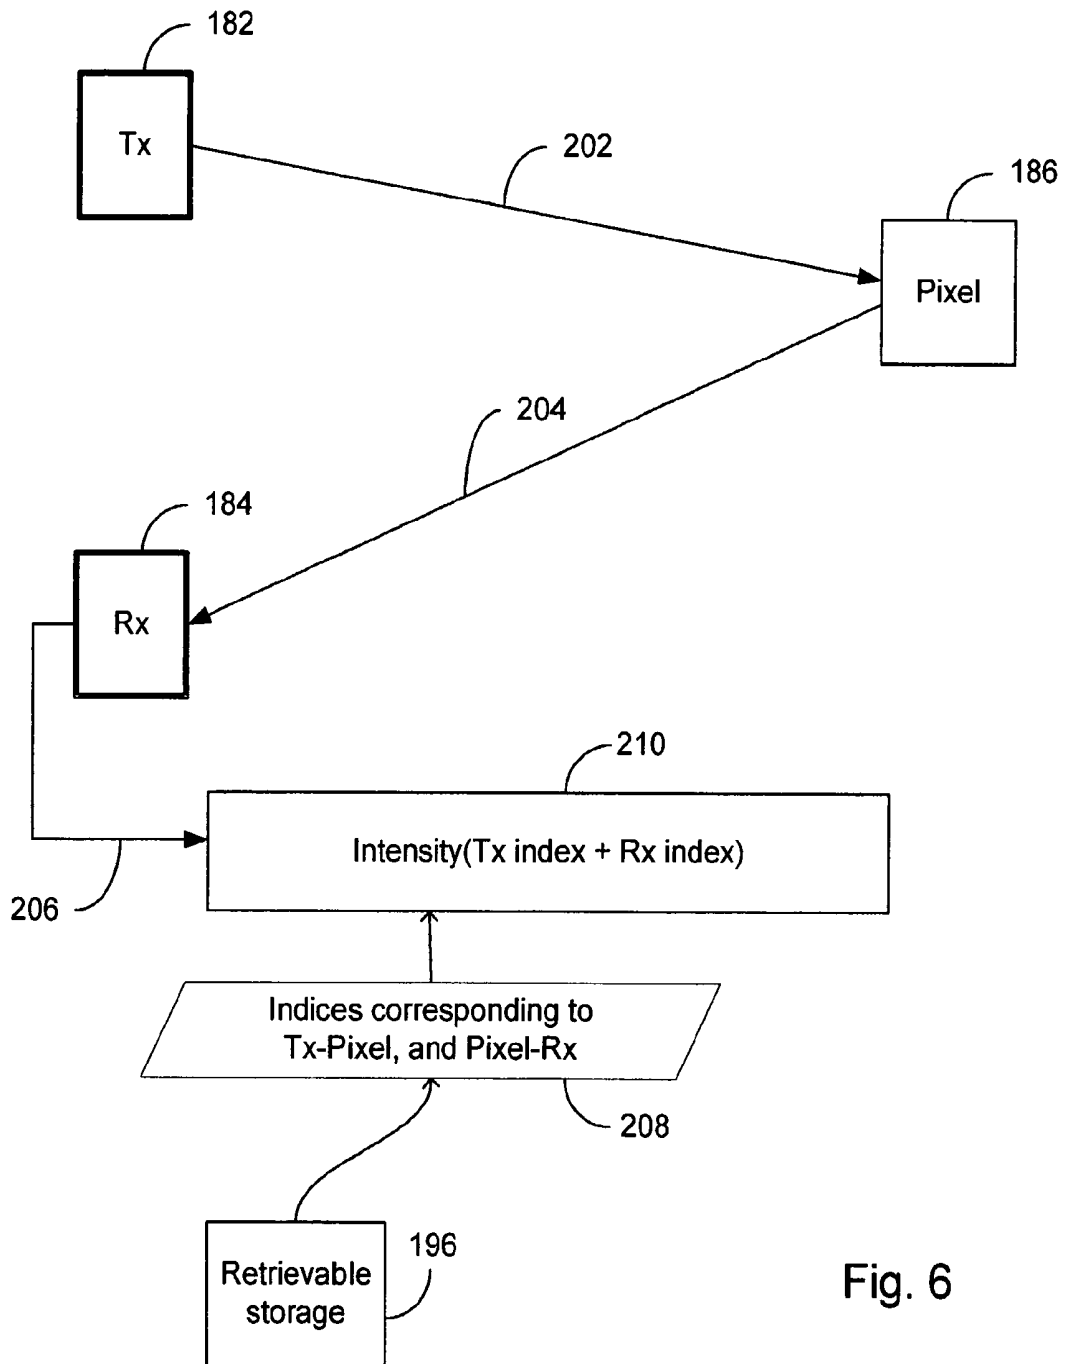 182
Tx
202
186
Pixel
204
184
Rx
210
Intensity(Tx index + Rx index)
206
Indices corresponding to
Tx-Pixel, and Pixel-Rx
208
196
Retrievable
storage
Fig. 6